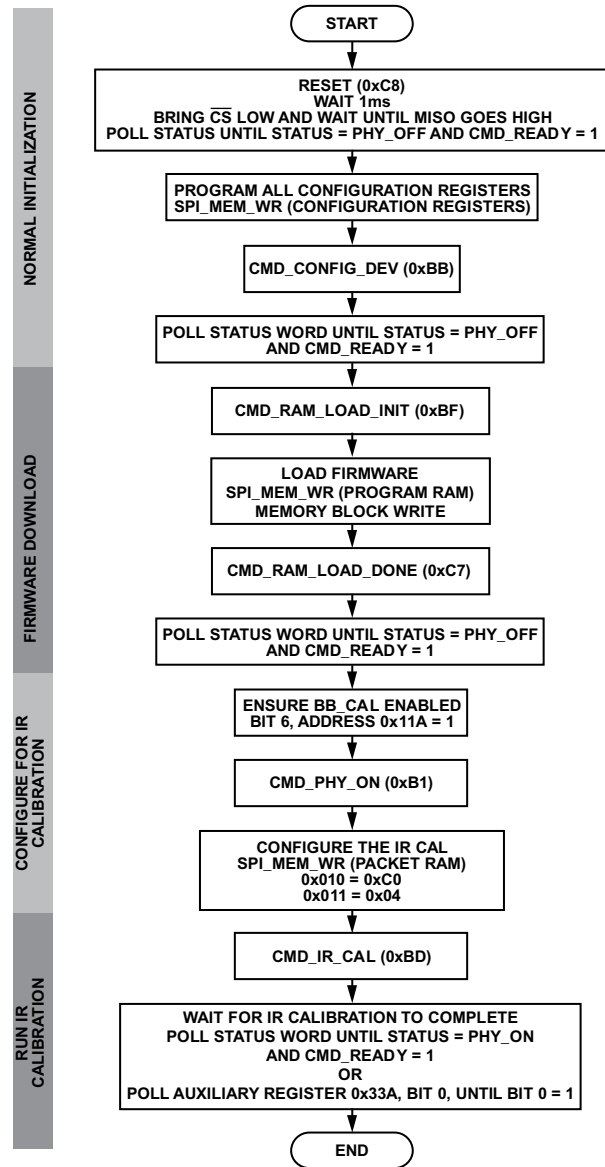 START
RESET (0xC8)
WAIT 1ms
BRING CS LOW AND WAIT UNTIL MISO GOES HIGH
POLL STATUS UNTIL STATUS = PHY_OFF AND CMD_READY = 1
PROGRAM ALL CONFIGURATION REGISTERS
SPI_MEM_WR (CONFIGURATION REGISTERS)
CMD_CONFIG_DEV (0xBB)
POLL STATUS WORD UNTIL STATUS = PHY_OFF
AND CMD_READY = 1
NORMAL INITIALIZATION
CMD_RAM_LOAD_INIT (0xBF)
LOAD FIRMWARE
SPI_MEM_WR (PROGRAM RAM)
MEMORY BLOCK WRITE
CMD_RAM_LOAD_DONE (0xC7)
POLL STATUS WORD UNTIL STATUS = PHY_OFF
AND CMD_READY = 1
FIRMWARE DOWNLOAD
ENSURE BB_CAL ENABLED
BIT 6, ADDRESS 0x11A = 1
CMD_PHY_ON (0xB1)
CONFIGURE THE IR CAL
SPI_MEM_WR (PACKET RAM)
0x010 = 0xC0
0x011 = 0x04
CONFIGURE FOR IR
CALIBRATION
CMD_IR_CAL (0xBD)
WAIT FOR IR CALIBRATION TO COMPLETE
POLL STATUS WORD UNTIL STATUS = PHY_ON
AND CMD_READY = 1
OR
POLL AUXILIARY REGISTER 0x33A, BIT 0, UNTIL BIT 0 = 1
RUN IR
CALIBRATION
END